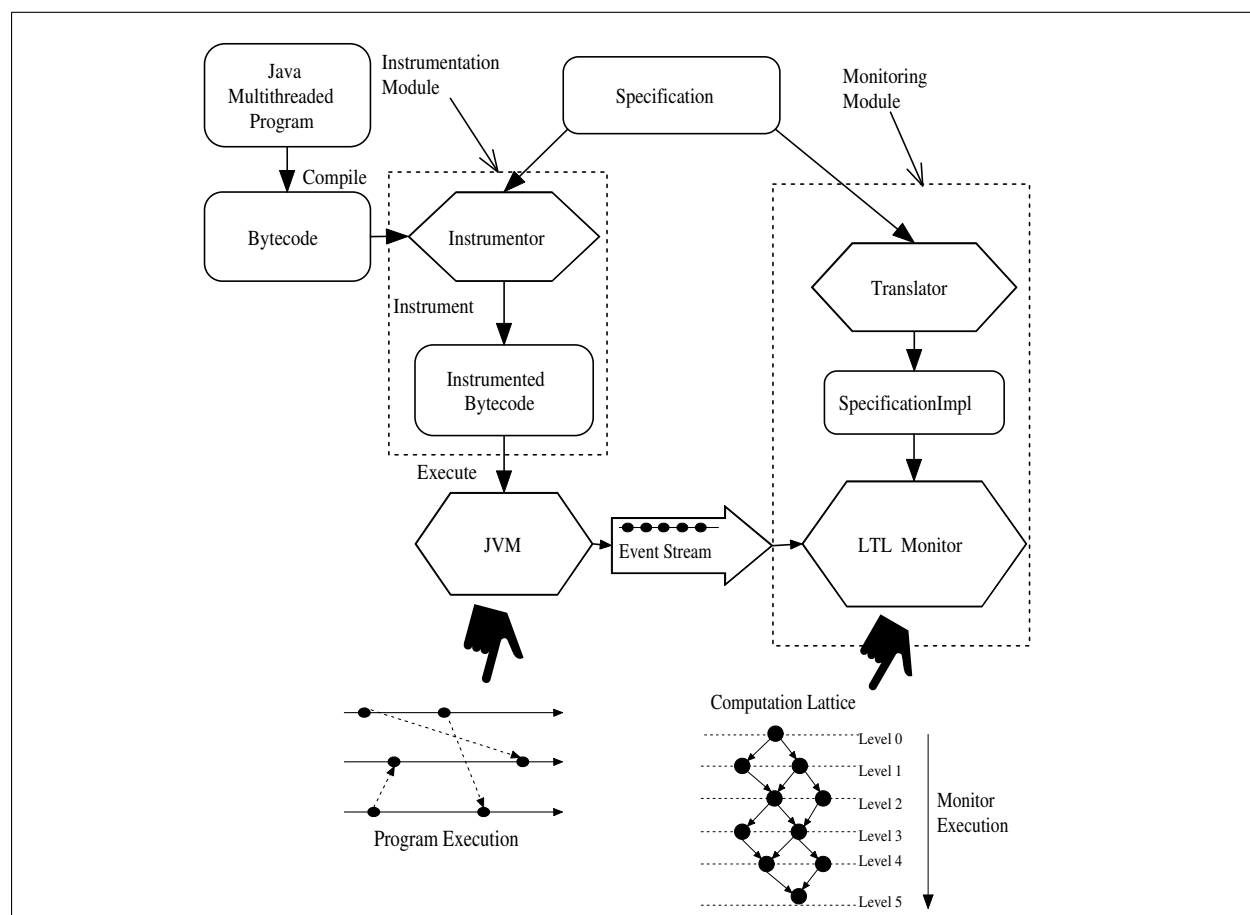 Java
Multithreaded
Program
Instrumentation
Module
Specification
Monitoring
Module
Compile
Bytecode
Instrumentor
Translator
Instrument
Instrumented
Bytecode
SpecificationImpl
Execute
JVM
Event Stream
LTL Monitor
Program Execution
Computation Lattice
Level 0
Level 1
Level 2
Level 3
Level 4
Level 5
Monitor
Execution